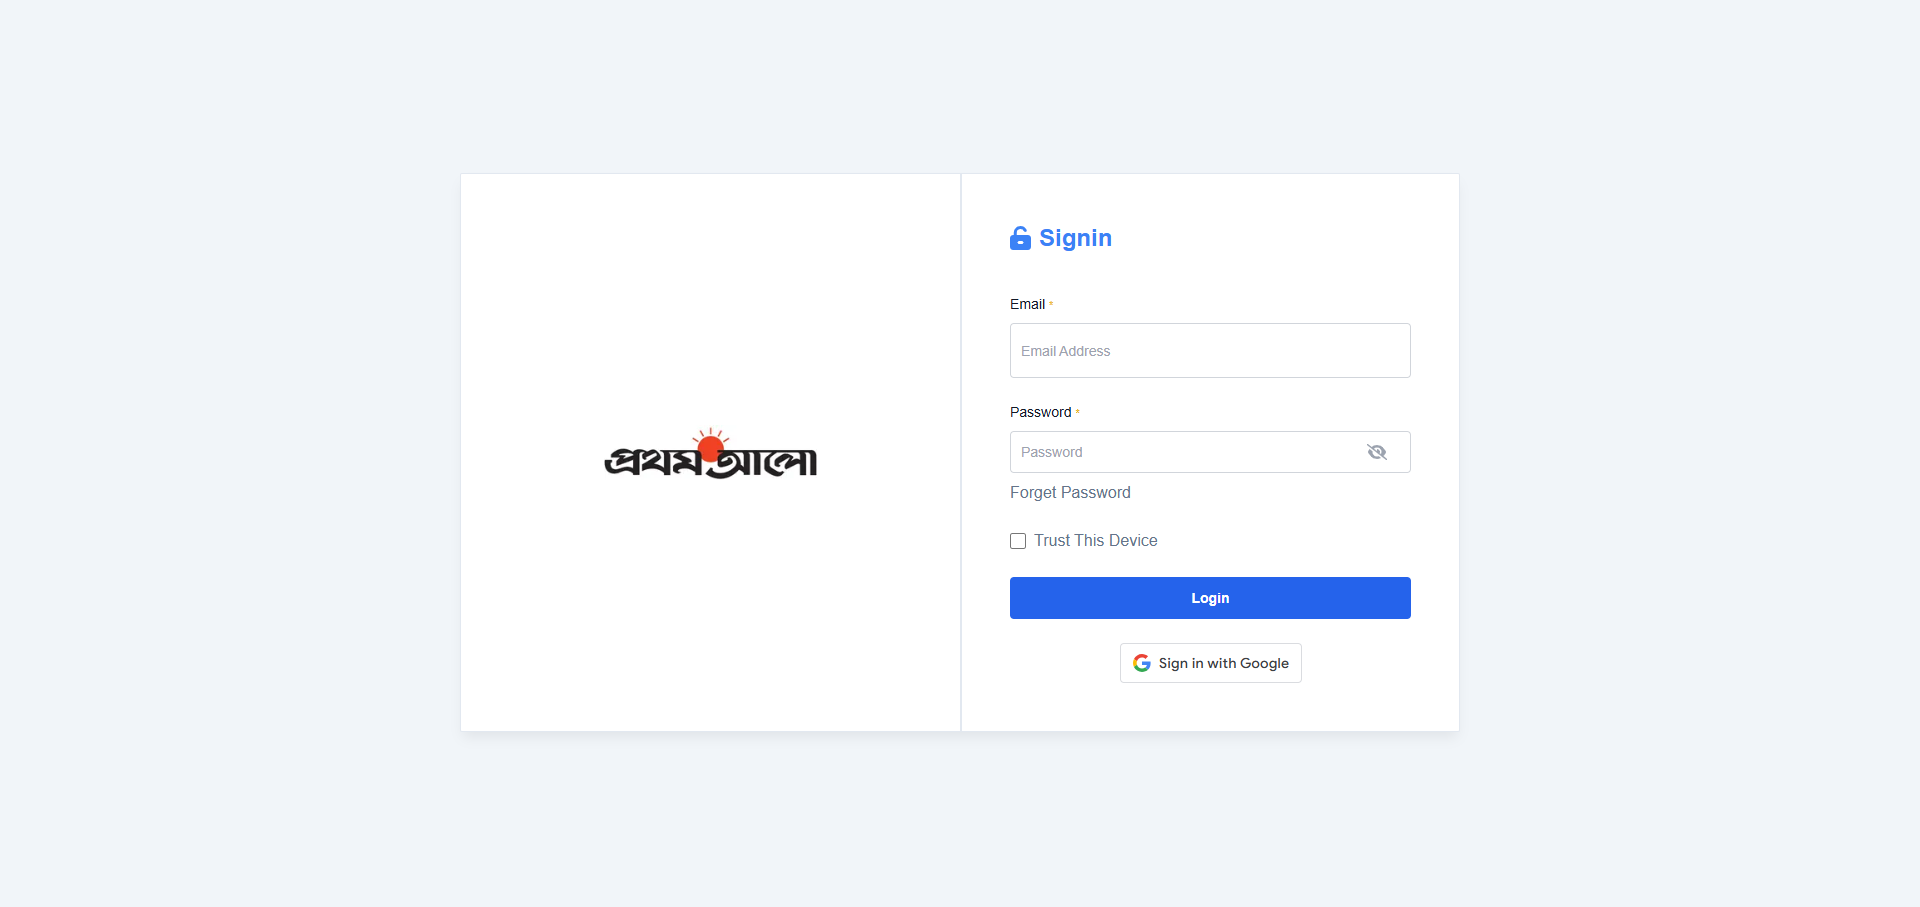 প্রথম আলো
Signin
Email *
Email Address
Password *
Password
Forget Password
Trust This Device
Login
Sign in with Google